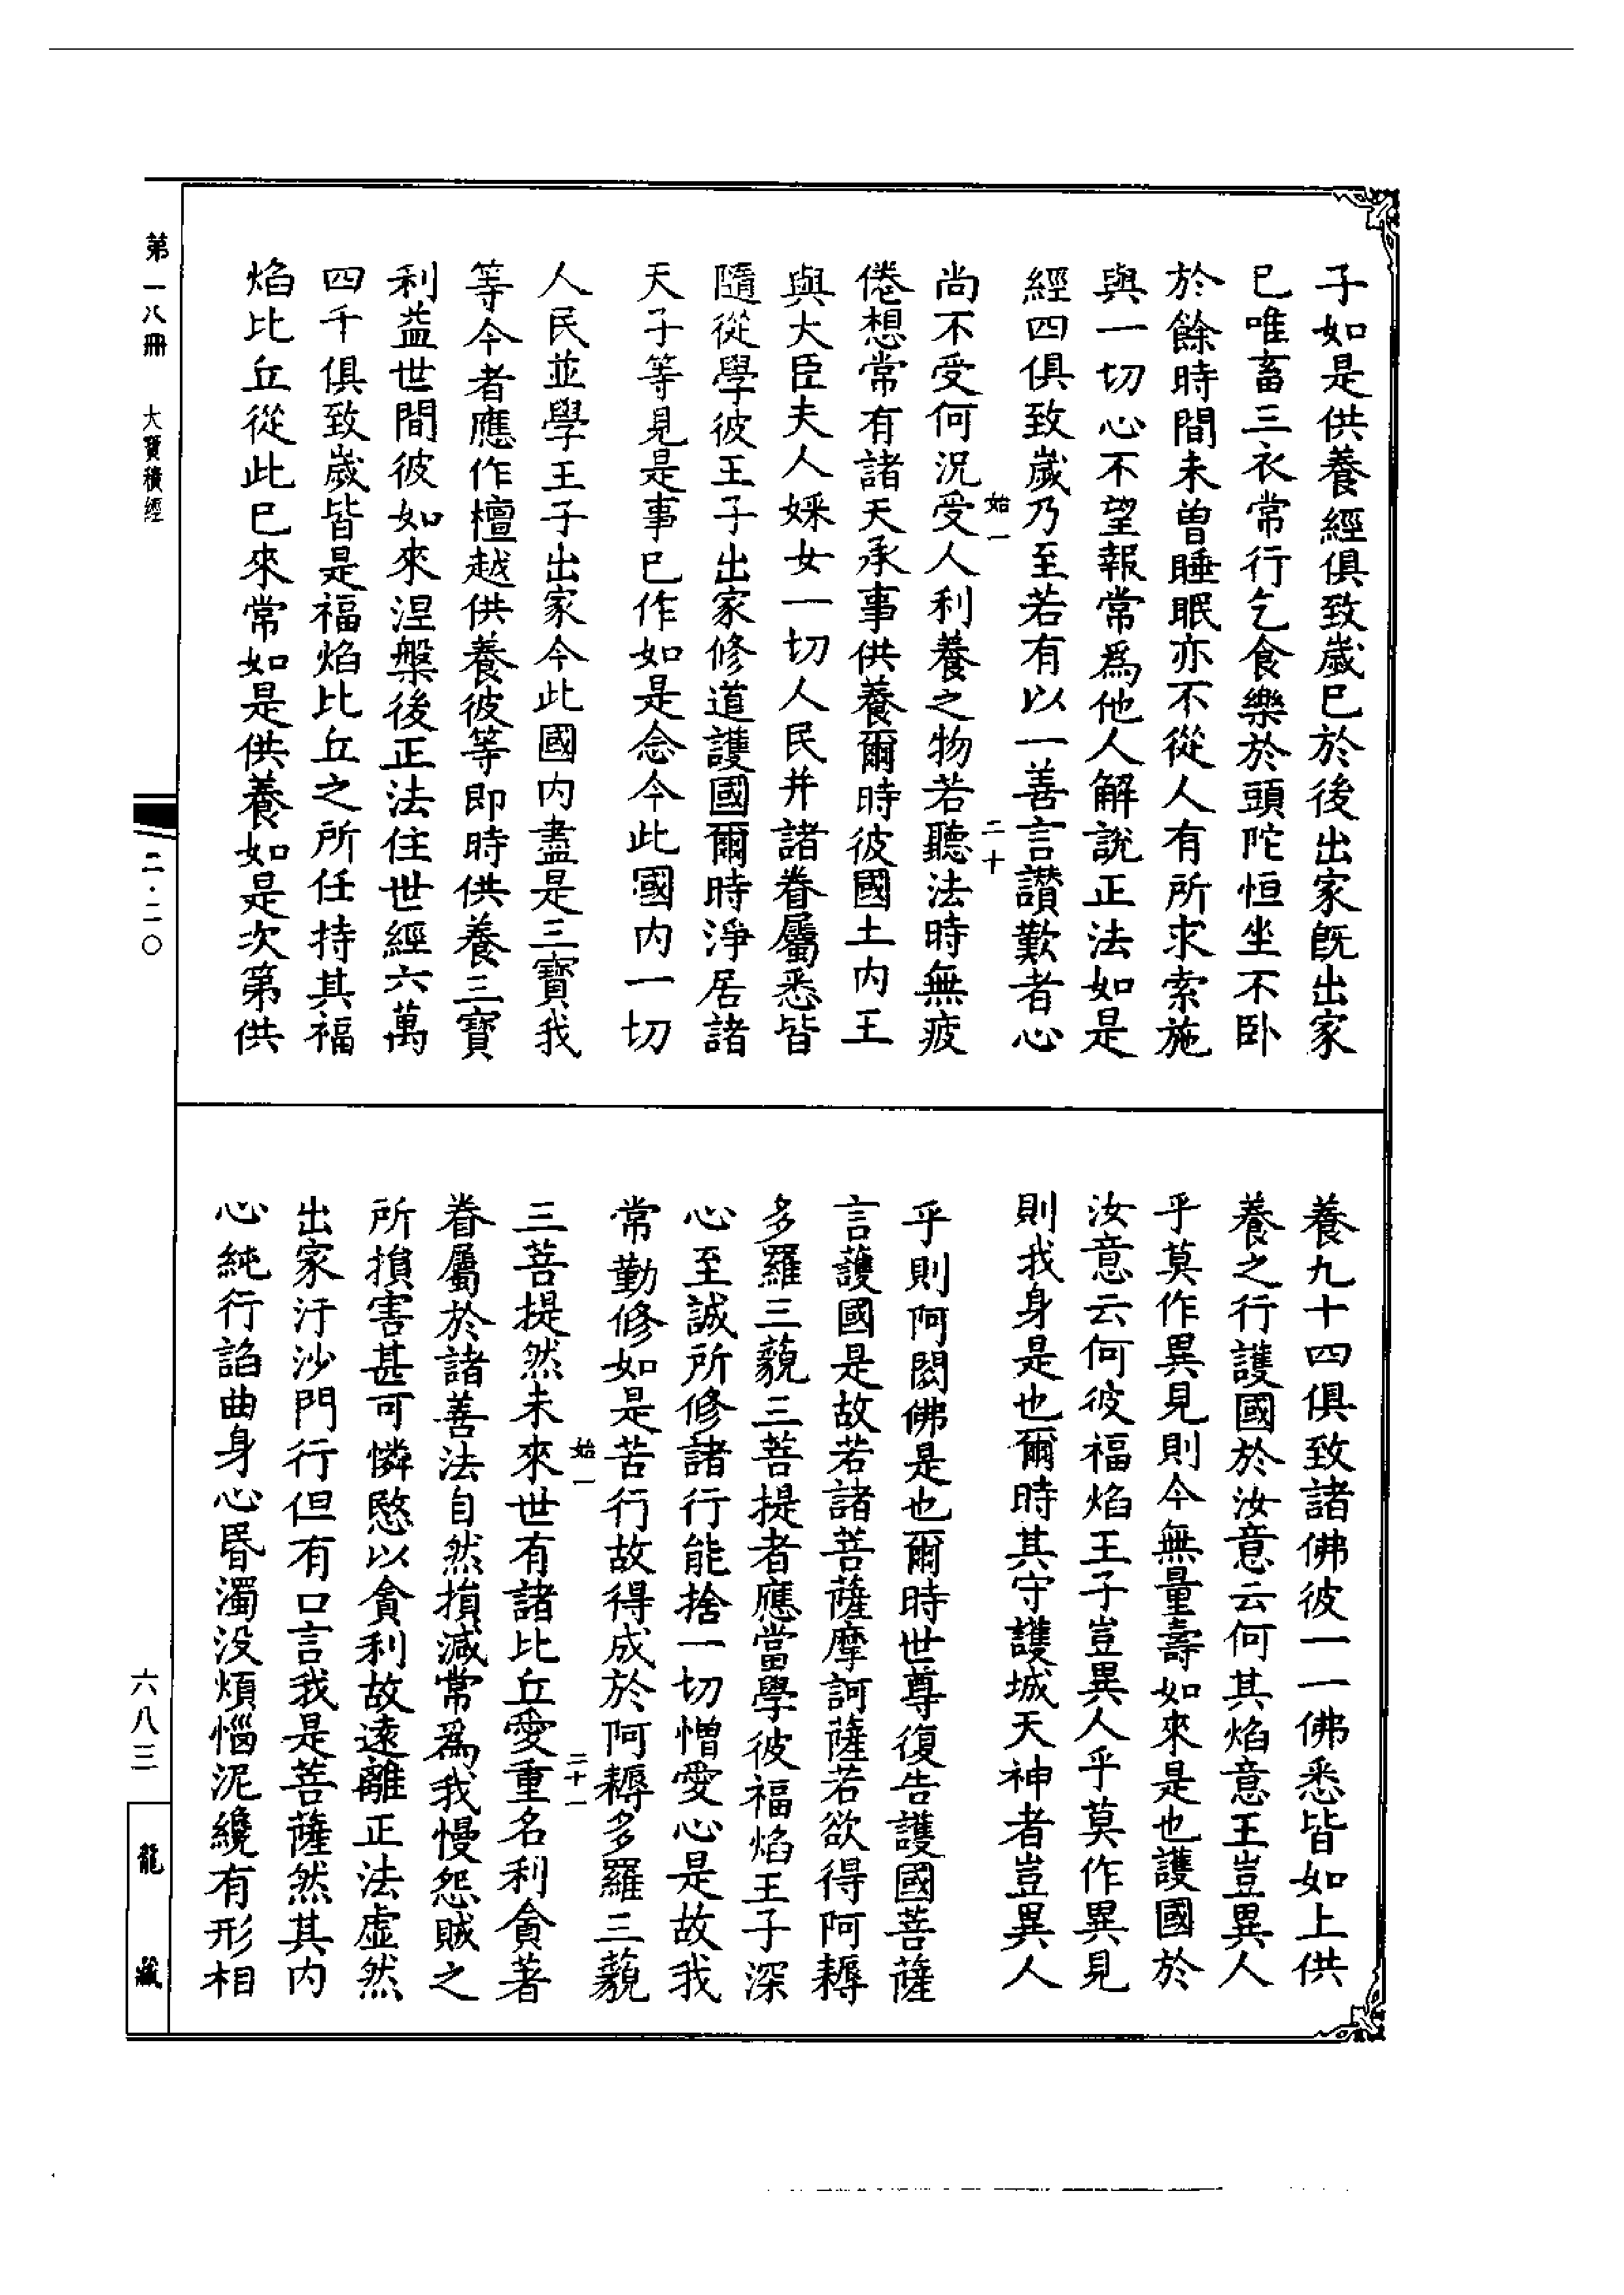 子如是供養經俱致歲已於後出家既出家
已唯畜三衣常行乞食樂於頭陀恒坐不卧
於餘時間未曽睡眠亦不從人有所求索施
與一切心不望報常爲他人解說正法如是
經四俱致歲乃至若有以一善言讚歎者心
始一
二十
尚不受何況受人利養之物若聽法時無疲
倦想常有諸天承事供養爾時彼國土内王
與大臣夫人婇女一切人民并諸眷屬悉皆
隨從學彼王子出家修道護國爾時淨居諸
天子等見是事已作如是念今此國内一切
人民並學王子出家今此國内盡是三寶我
等今者應作檀越供養彼等即時供養三寶
利益世間彼如來涅槃後正法住世經六萬
四千俱致歲皆是福焰比丘之所任持其福
焰比丘從此已來常如是供養如是次第供
養九十四俱致諸佛彼一一佛悉皆如上供
養之行護國於汝意云何其焰意王豈異人
乎莫作異見則今無量壽如來是也護國於
汝意云何彼福焰王子豈異人乎莫作異見
則我身是也爾時其守護城天神者豈異人
乎則阿閦佛是也爾時世尊復告護國菩薩
言護國是故若諸菩薩摩訶薩若欲得阿耨
多羅三藐三菩提者應當學彼福焰王子深
心至誠所修諸行能捨一切憎愛心是故我
常勤修如是苦行故得成於阿耨多羅三藐
始一
二十一
三菩提然未來世有諸比丘愛重名利貪著
眷屬於諸善法自然損減常爲我慢怨賊之
所損害甚可憐愍以貪利故遠離正法虛然
出家汙沙門行但有口言我是菩薩然其内
心純行諂曲身心昬濁没煩惱泥纔有形相
第一八冊
大寶積經
二·二〇
六八三
龍藏